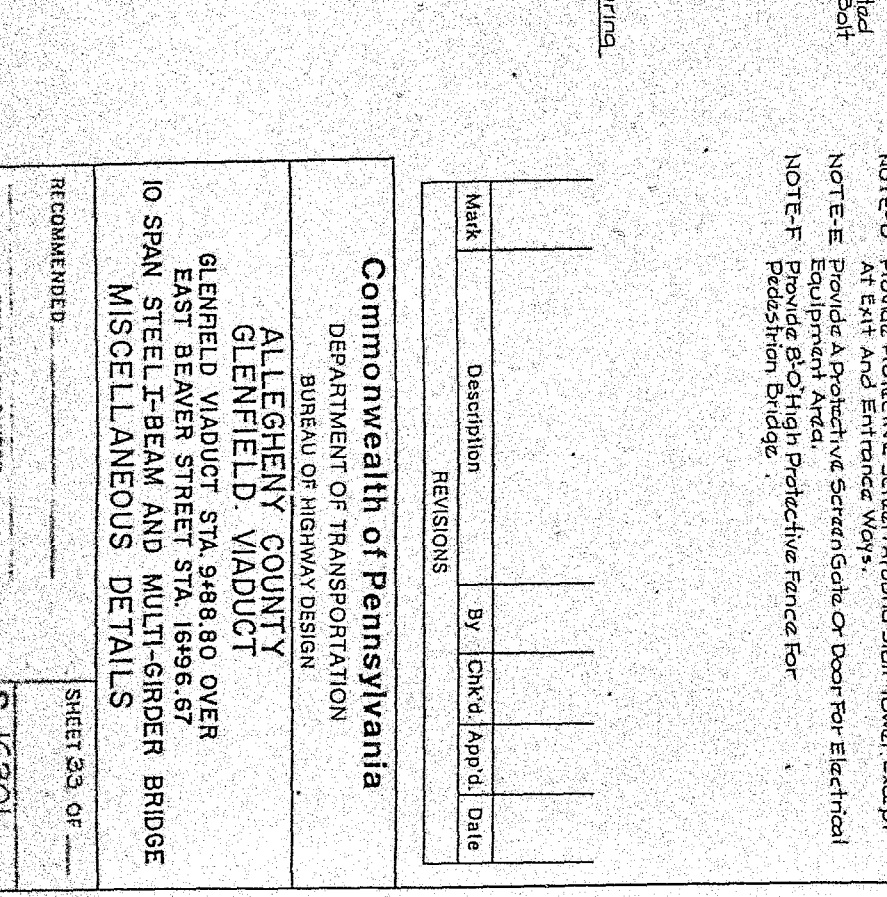 Bolt
At Exit And Entrance Ways.
NOTE-E Provide A Protective Screen Gate Or Door For Electrical
Equipment Area.
NOTE-F Provide 8'-0" High Protective Fence For
Pedestrian Bridge.
Mark Description By Chk'd. App'd. Date
REVISIONS
Commonwealth of Pennsylvania
DEPARTMENT OF TRANSPORTATION
BUREAU OF HIGHWAY DESIGN
ALLEGHENY COUNTY
GLENFIELD. VIADUCT
GLENFIELD VIADUCT STA. 9+88.80 OVER
EAST BEAVER STREET STA. 16+96.67
10 SPAN STEEL I-BEAM AND MULTI-GIRDER BRIDGE
MISCELLANEOUS DETAILS
RECOMMENDED
SHEET 33 OF